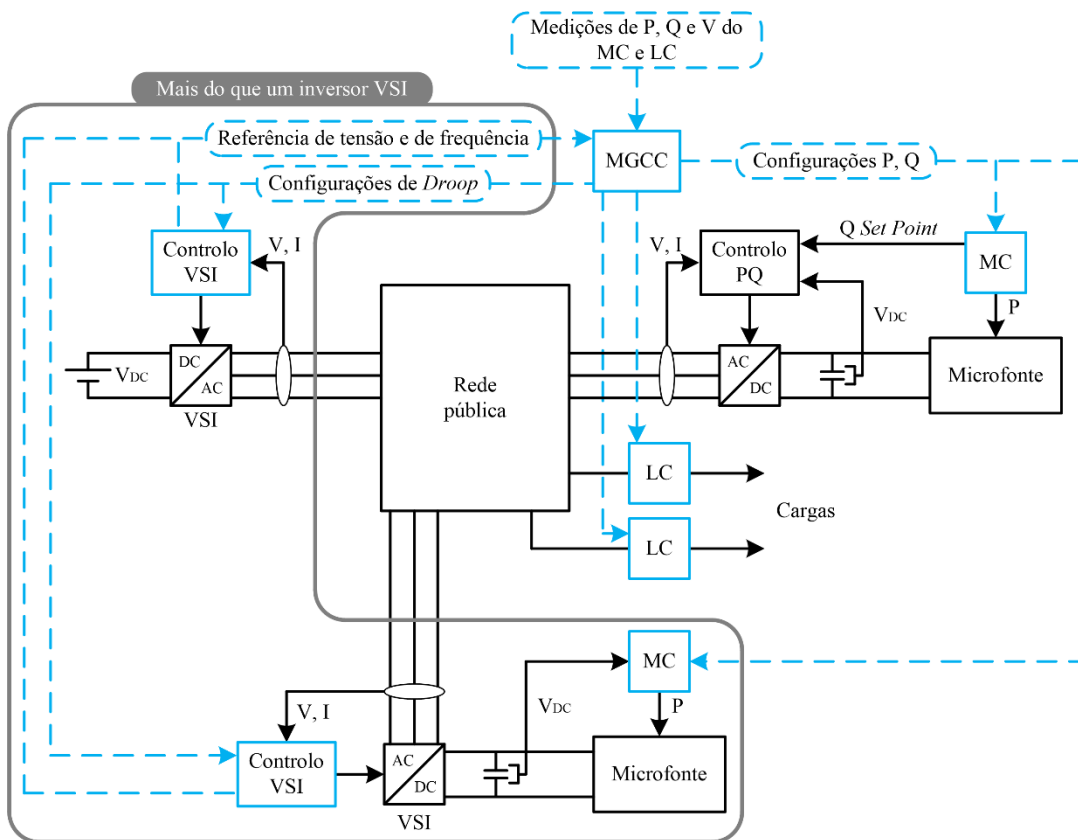 Medições de P, Q e V do
MC e LC
Mais do que um inversor VSI
Referência de tensão e de frequência
MGCC
Configurações P, Q
Configurações de Droop
Controlo
VSI
V, I
V, I
Controlo
PQ
Q Set Point
MC
P
VDC
VDC
DC
AC
VSI
Rede
pública
AC
DC
Microfonte
LC
Cargas
LC
MC
V, I
VDC
P
Controlo
VSI
AC
DC
VSI
Microfonte